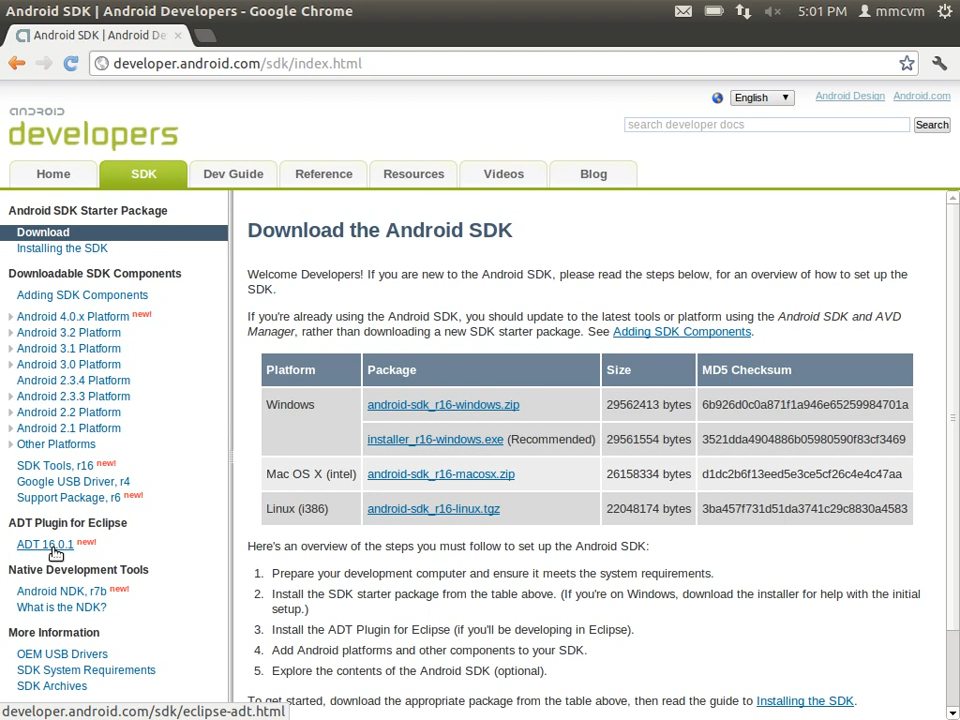 Android SDK | Android Developers - Google Chrome
5:01 PM
mmcvm
Android SDK | Android De
developer.android.com/sdk/index.html
English
Android Design
Android.com
android
developers
search developer docs
Search
Home
SDK
Dev Guide
Reference
Resources
Videos
Blog
Android SDK Starter Package
Download
Installing the SDK
Downloadable SDK Components
Adding SDK Components
Android 4.0.x Platform new!
Android 3.2 Platform
Android 3.1 Platform
Android 3.0 Platform
Android 2.3.4 Platform
Android 2.3.3 Platform
Android 2.2 Platform
Android 2.1 Platform
Other Platforms
SDK Tools, r16 new!
Google USB Driver, r4
Support Package, r6 new!
ADT Plugin for Eclipse
ADT 16.0.1 new!
Native Development Tools
Android NDK, r7b new!
What is the NDK?
More Information
OEM USB Drivers
SDK System Requirements
SDK Archives
developer.android.com/sdk/eclipse-adt.html
Download the Android SDK
Welcome Developers! If you are new to the Android SDK, please read the steps below, for an overview of how to set up the
SDK.
If you're already using the Android SDK, you should update to the latest tools or platform using the Android SDK and AVD
Manager, rather than downloading a new SDK starter package. See Adding SDK Components.
Platform Package Size MD5 Checksum
Windows android-sdk_r16-windows.zip 29562413 bytes 6b926d0c0a871f1a946e65259984701a
installer_r16-windows.exe (Recommended) 29561554 bytes 3521dda4904886b05980590f83cf3469
Mac OS X (intel) android-sdk_r16-macosx.zip 26158334 bytes d1dc2b6f13eed5e3ce5cf26c4e4c47aa
Linux (i386) android-sdk_r16-linux.tgz 22048174 bytes 3ba457f731d51da3741c29c8830a4583
Here's an overview of the steps you must follow to set up the Android SDK:
1. Prepare your development computer and ensure it meets the system requirements.
2. Install the SDK starter package from the table above. (If you're on Windows, download the installer for help with the initial
setup.)
3. Install the ADT Plugin for Eclipse (if you'll be developing in Eclipse).
4. Add Android platforms and other components to your SDK.
5. Explore the contents of the Android SDK (optional).
To get started, download the appropriate package from the table above, then read the guide to Installing the SDK.